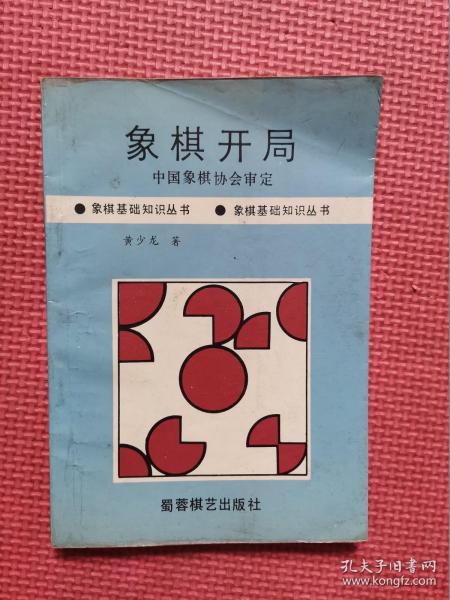 象棋开局
中国象棋协会审定
●象棋基础知识丛书 ●象棋基础知识丛书
黄少龙 著
蜀蓉棋艺出版社
孔夫子旧书网
www.kongfz.com